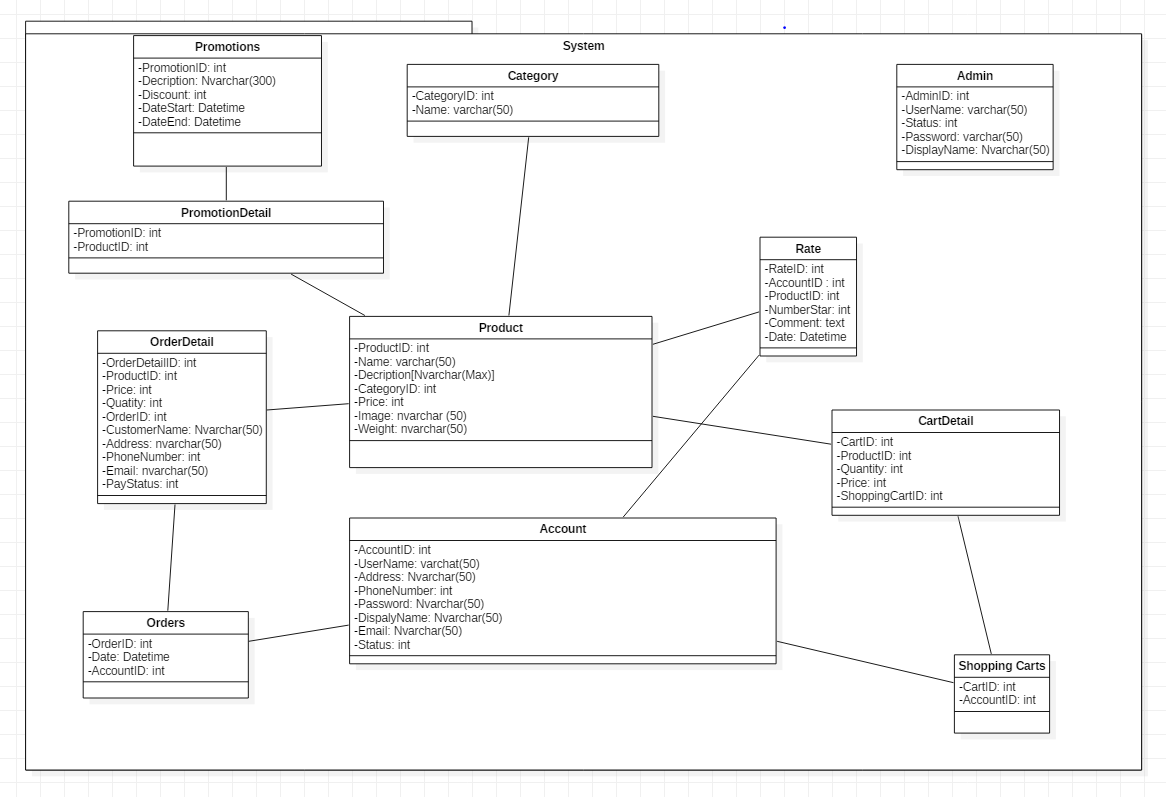 System
Promotions
-PromotionID: int
-Decription: Nvarchar(300)
-Discount: int
-DateStart: Datetime
-DateEnd: Datetime
Category
-CategoryID: int
-Name: varchar(50)
Admin
-AdminID: int
-UserName: varchar(50)
-Status: int
-Password: varchar(50)
-DisplayName: Nvarchar(50)
PromotionDetail
-PromotionID: int
-ProductID: int
Rate
-RateID: int
-AccountID : int
-ProductID: int
-NumberStar: int
-Comment: text
-Date: Datetime
Product
-ProductID: int
-Name: varchar(50)
-Decription[Nvarchar(Max)]
-CategoryID: int
-Price: int
-Image: nvarchar (50)
-Weight: nvarchar(50)
OrderDetail
-OrderDetailID: int
-ProductID: int
-Price: int
-Quatity: int
-OrderID: int
-CustomerName: Nvarchar(50)
-Address: nvarchar(50)
-PhoneNumber: int
-Email: nvarchar(50)
-PayStatus: int
CartDetail
-CartID: int
-ProductID: int
-Quantity: int
-Price: int
-ShoppingCartID: int
Account
-AccountID: int
-UserName: varchat(50)
-Address: Nvarchar(50)
-PhoneNumber: int
-Password: Nvarchar(50)
-DispalyName: Nvarchar(50)
-Email: Nvarchar(50)
-Status: int
Orders
-OrderID: int
-Date: Datetime
-AccountID: int
Shopping Carts
-CartID: int
-AccountID: int